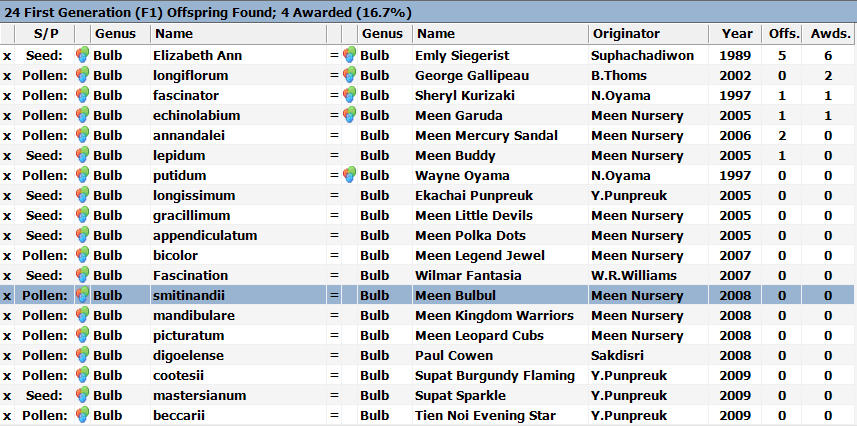 24 First Generation (F1) Offspring Found; 4 Awarded (16.7%)
S/P Genus Name Genus Name Originator Year Offs. Awds.
x Seed: Bulb Elizabeth Ann = Bulb Emly Siegerist Suphachadiwon 1989 5 6
x Pollen: Bulb longiflorum = Bulb George Gallipeau B.Thoms 2002 0 2
x Pollen: Bulb fascinator = Bulb Sheryl Kurizaki N.Oyama 1997 1 1
x Pollen: Bulb echinolabium = Bulb Meen Garuda Meen Nursery 2005 1 1
x Pollen: Bulb annandalei = Bulb Meen Mercury Sandal Meen Nursery 2006 2 0
x Seed: Bulb lepidum = Bulb Meen Buddy Meen Nursery 2005 1 0
x Pollen: Bulb putidum = Bulb Wayne Oyama N.Oyama 1997 0 0
x Seed: Bulb longissimum = Bulb Ekachai Punpreuk Y.Punpreuk 2005 0 0
x Seed: Bulb gracillimum = Bulb Meen Little Devils Meen Nursery 2005 0 0
x Seed: Bulb appendiculatum = Bulb Meen Polka Dots Meen Nursery 2005 0 0
x Pollen: Bulb bicolor = Bulb Meen Legend Jewel Meen Nursery 2007 0 0
x Seed: Bulb Fascination = Bulb Wilmar Fantasia W.R.Williams 2007 0 0
x Pollen: Bulb smitinandii = Bulb Meen Bulbul Meen Nursery 2008 0 0
x Pollen: Bulb mandibulare = Bulb Meen Kingdom Warriors Meen Nursery 2008 0 0
x Pollen: Bulb picturatum = Bulb Meen Leopard Cubs Meen Nursery 2008 0 0
x Pollen: Bulb digoelense = Bulb Paul Cowen Sakdisri 2008 0 0
x Pollen: Bulb cootesii = Bulb Supat Burgundy Flaming Y.Punpreuk 2009 0 0
x Seed: Bulb mastersianum = Bulb Supat Sparkle Y.Punpreuk 2009 0 0
x Pollen: Bulb beccarii = Bulb Tien Noi Evening Star Y.Punpreuk 2009 0 0